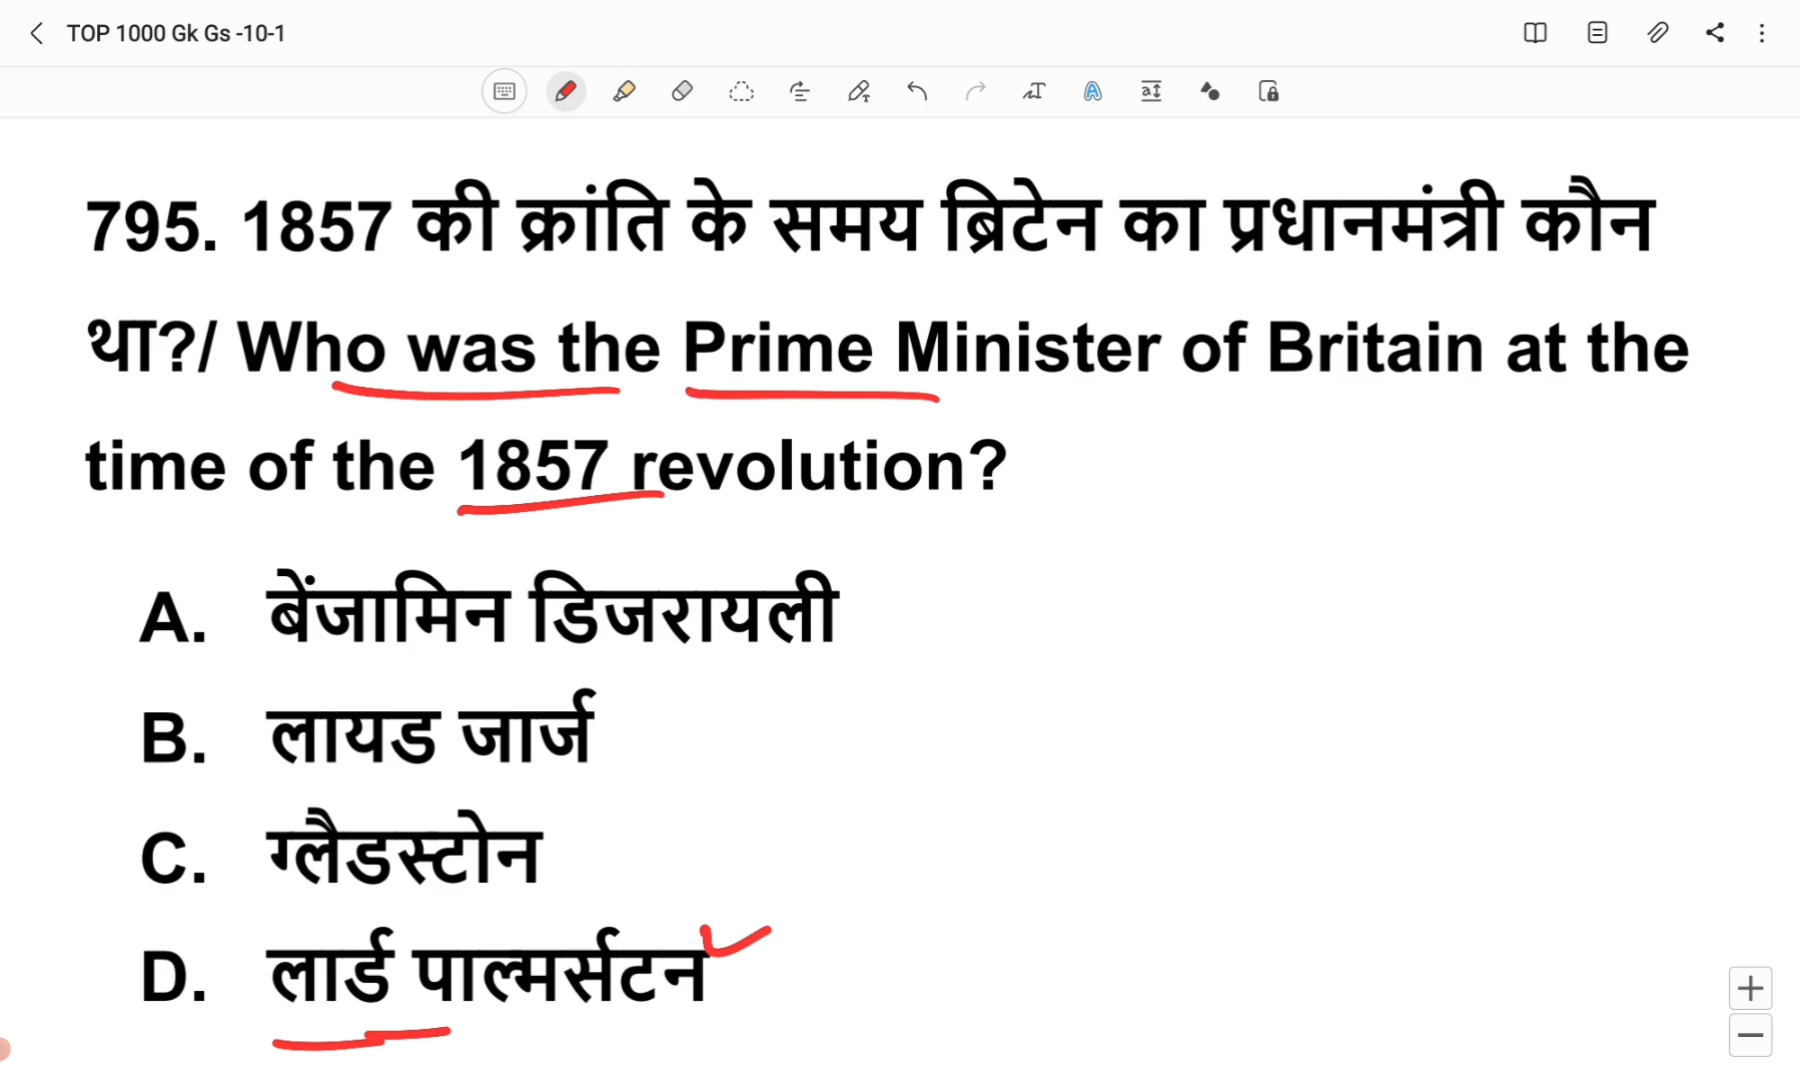 TOP 1000 Gk Gs -10-1
795. 1857 की क्रांति के समय ब्रिटेन का प्रधानमंत्री कौन
था?/ Who was the Prime Minister of Britain at the
time of the 1857 revolution?
A. बेंजामिन डिजरायली
B. लायड जार्ज
C. ग्लैडस्टोन
D. लार्ड पाल्मर्सटन